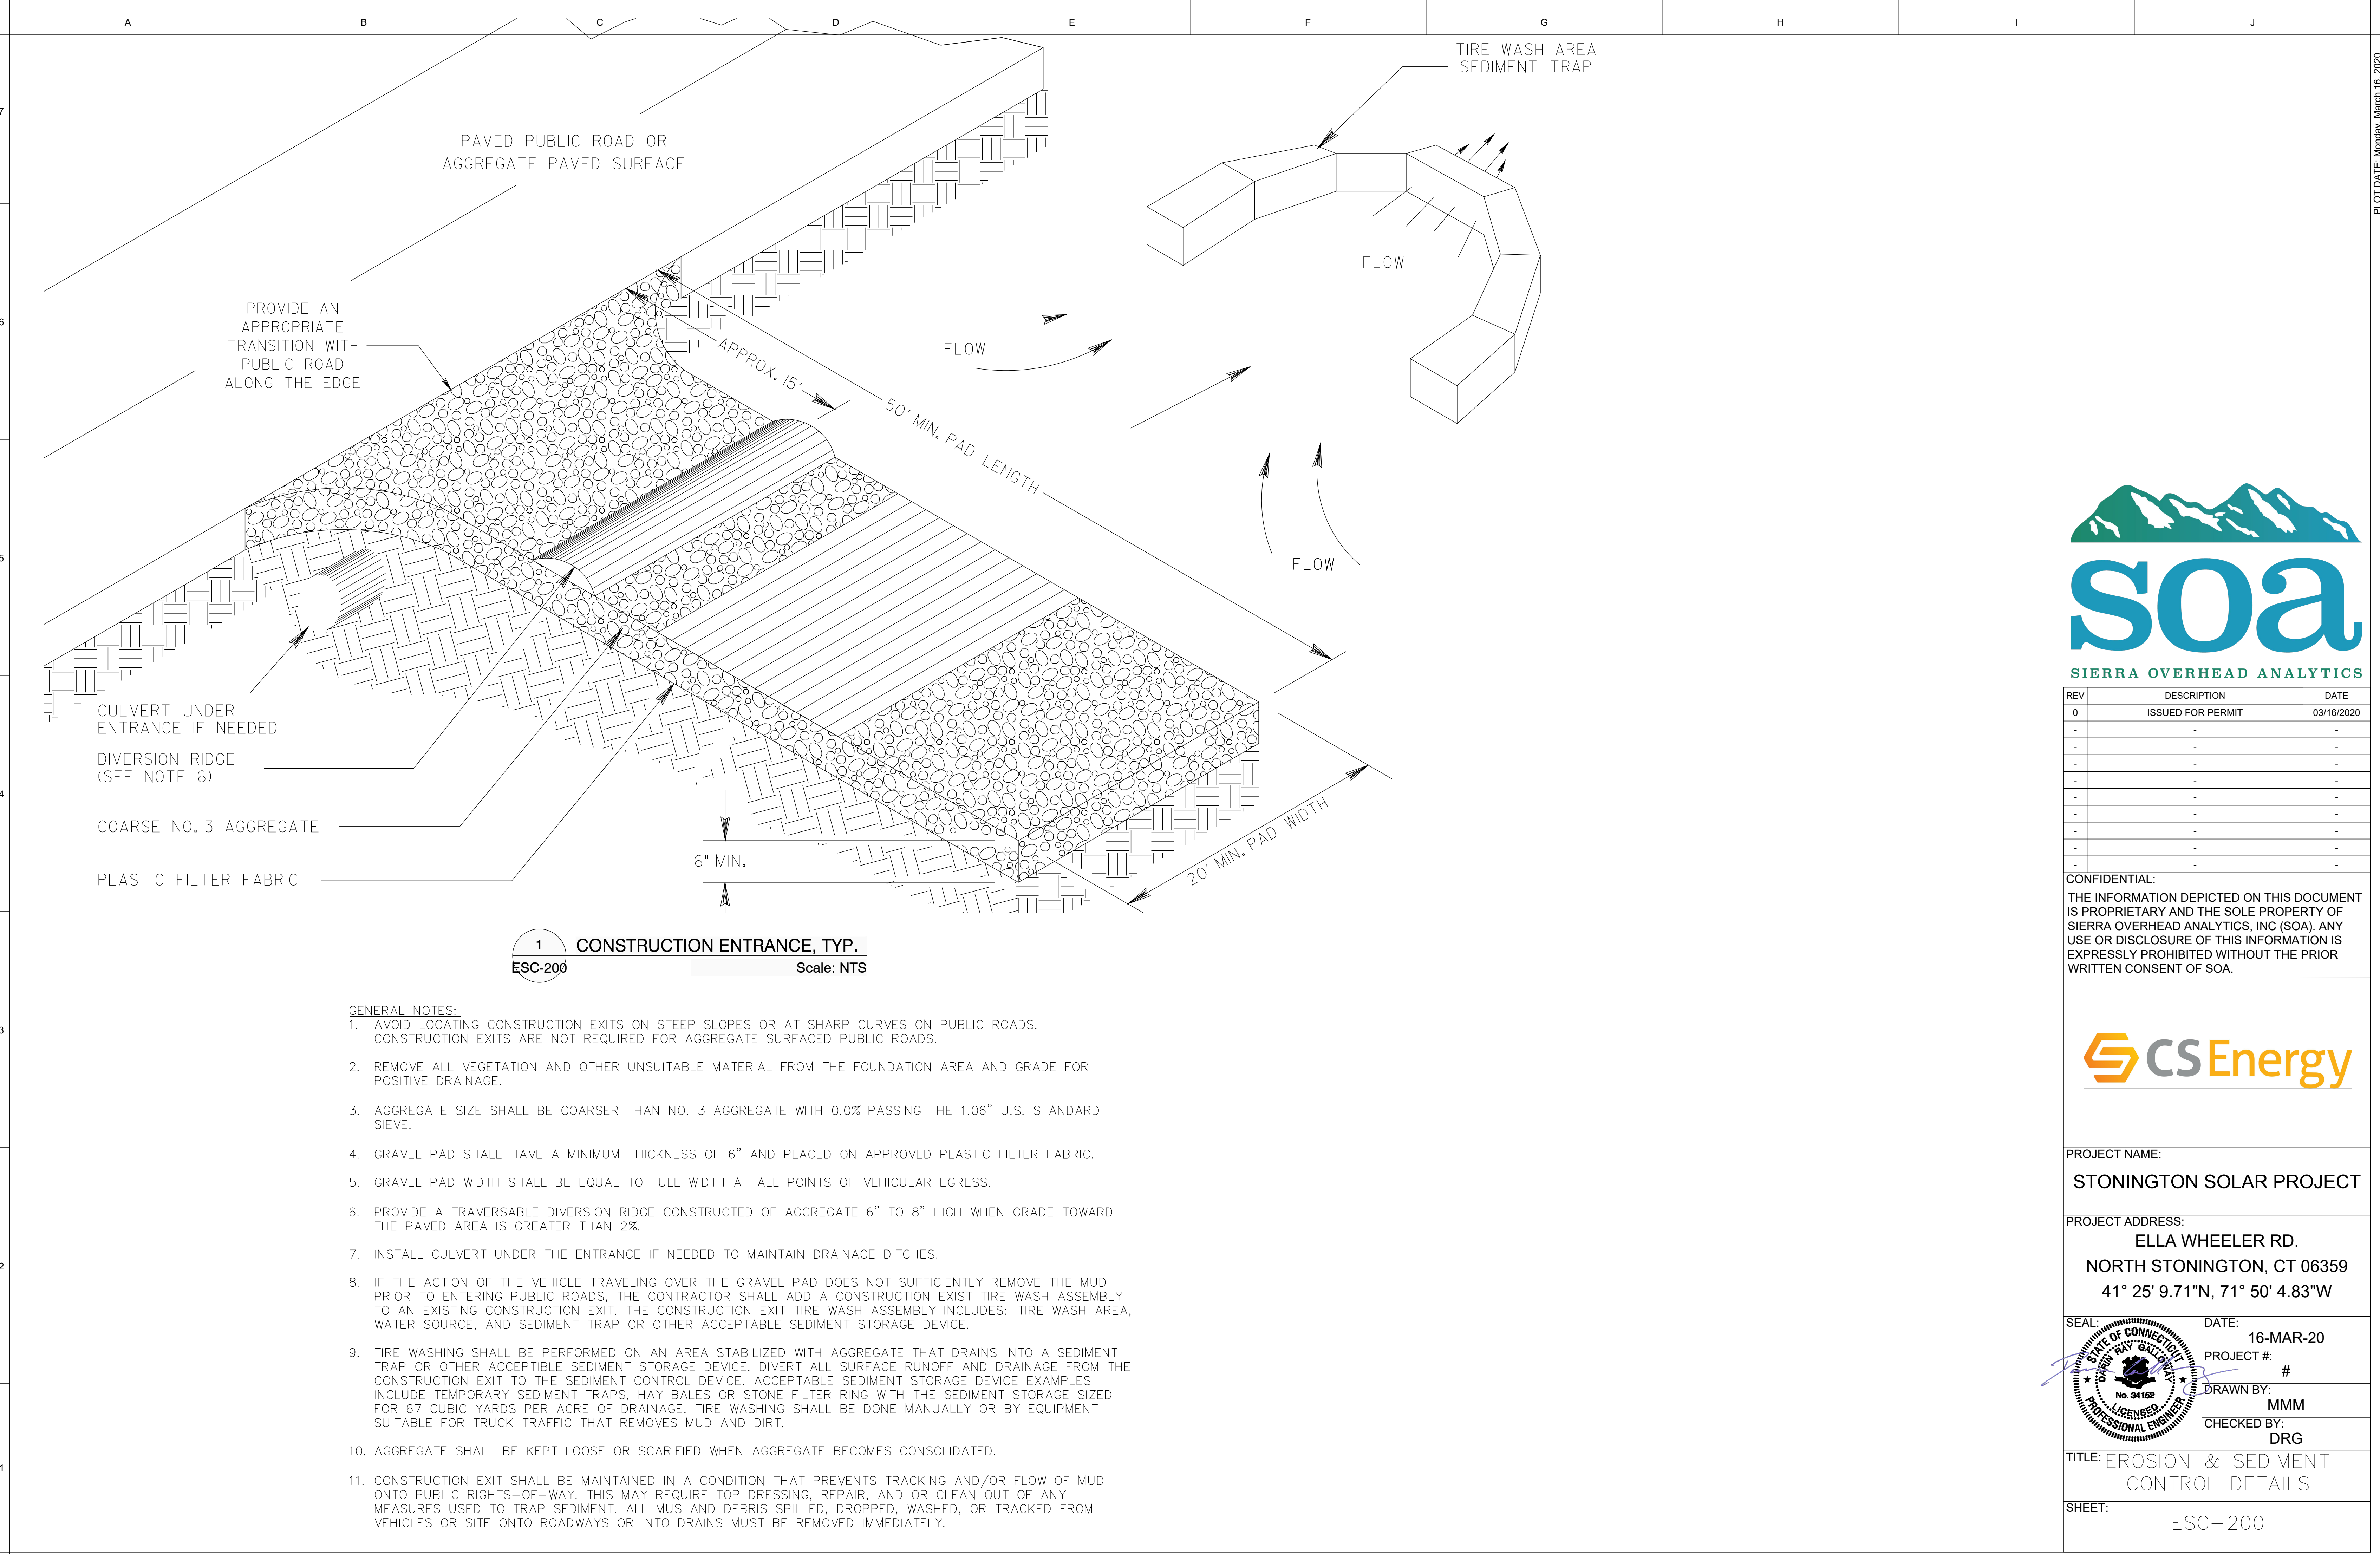 A B C D E F G H I J
7
6
5
4
3
2
1
PLOT DATE: Monday, March 16, 2020
TIRE WASH AREA
SEDIMENT TRAP
PAVED PUBLIC ROAD OR
AGGREGATE PAVED SURFACE
PROVIDE AN
APPROPRIATE
TRANSITION WITH
PUBLIC ROAD
ALONG THE EDGE
FLOW
FLOW
FLOW
APPROX. 15'
50' MIN. PAD LENGTH
20' MIN. PAD WIDTH
6" MIN.
CULVERT UNDER
ENTRANCE IF NEEDED
DIVERSION RIDGE
(SEE NOTE 6)
COARSE NO. 3 AGGREGATE
PLASTIC FILTER FABRIC
1 CONSTRUCTION ENTRANCE, TYP.
ESC-200 Scale: NTS
GENERAL NOTES:
1. AVOID LOCATING CONSTRUCTION EXITS ON STEEP SLOPES OR AT SHARP CURVES ON PUBLIC ROADS.
CONSTRUCTION EXITS ARE NOT REQUIRED FOR AGGREGATE SURFACED PUBLIC ROADS.
2. REMOVE ALL VEGETATION AND OTHER UNSUITABLE MATERIAL FROM THE FOUNDATION AREA AND GRADE FOR
POSITIVE DRAINAGE.
3. AGGREGATE SIZE SHALL BE COARSER THAN NO. 3 AGGREGATE WITH 0.0% PASSING THE 1.06" U.S. STANDARD
SIEVE.
4. GRAVEL PAD SHALL HAVE A MINIMUM THICKNESS OF 6" AND PLACED ON APPROVED PLASTIC FILTER FABRIC.
5. GRAVEL PAD WIDTH SHALL BE EQUAL TO FULL WIDTH AT ALL POINTS OF VEHICULAR EGRESS.
6. PROVIDE A TRAVERSABLE DIVERSION RIDGE CONSTRUCTED OF AGGREGATE 6" TO 8" HIGH WHEN GRADE TOWARD
THE PAVED AREA IS GREATER THAN 2%.
7. INSTALL CULVERT UNDER THE ENTRANCE IF NEEDED TO MAINTAIN DRAINAGE DITCHES.
8. IF THE ACTION OF THE VEHICLE TRAVELING OVER THE GRAVEL PAD DOES NOT SUFFICIENTLY REMOVE THE MUD
PRIOR TO ENTERING PUBLIC ROADS, THE CONTRACTOR SHALL ADD A CONSTRUCTION EXIST TIRE WASH ASSEMBLY
TO AN EXISTING CONSTRUCTION EXIT. THE CONSTRUCTION EXIT TIRE WASH ASSEMBLY INCLUDES: TIRE WASH AREA,
WATER SOURCE, AND SEDIMENT TRAP OR OTHER ACCEPTABLE SEDIMENT STORAGE DEVICE.
9. TIRE WASHING SHALL BE PERFORMED ON AN AREA STABILIZED WITH AGGREGATE THAT DRAINS INTO A SEDIMENT
TRAP OR OTHER ACCEPTIBLE SEDIMENT STORAGE DEVICE. DIVERT ALL SURFACE RUNOFF AND DRAINAGE FROM THE
CONSTRUCTION EXIT TO THE SEDIMENT CONTROL DEVICE. ACCEPTABLE SEDIMENT STORAGE DEVICE EXAMPLES
INCLUDE TEMPORARY SEDIMENT TRAPS, HAY BALES OR STONE FILTER RING WITH THE SEDIMENT STORAGE SIZED
FOR 67 CUBIC YARDS PER ACRE OF DRAINAGE. TIRE WASHING SHALL BE DONE MANUALLY OR BY EQUIPMENT
SUITABLE FOR TRUCK TRAFFIC THAT REMOVES MUD AND DIRT.
10. AGGREGATE SHALL BE KEPT LOOSE OR SCARIFIED WHEN AGGREGATE BECOMES CONSOLIDATED.
11. CONSTRUCTION EXIT SHALL BE MAINTAINED IN A CONDITION THAT PREVENTS TRACKING AND/OR FLOW OF MUD
ONTO PUBLIC RIGHTS-OF-WAY. THIS MAY REQUIRE TOP DRESSING, REPAIR, AND OR CLEAN OUT OF ANY
MEASURES USED TO TRAP SEDIMENT. ALL MUS AND DEBRIS SPILLED, DROPPED, WASHED, OR TRACKED FROM
VEHICLES OR SITE ONTO ROADWAYS OR INTO DRAINS MUST BE REMOVED IMMEDIATELY.
soa
SIERRA OVERHEAD ANALYTICS
REV DESCRIPTION DATE
0 ISSUED FOR PERMIT 03/16/2020
- - -
- - -
- - -
- - -
- - -
- - -
- - -
- - -
- - -
CONFIDENTIAL:
THE INFORMATION DEPICTED ON THIS DOCUMENT
IS PROPRIETARY AND THE SOLE PROPERTY OF
SIERRA OVERHEAD ANALYTICS, INC (SOA). ANY
USE OR DISCLOSURE OF THIS INFORMATION IS
EXPRESSLY PROHIBITED WITHOUT THE PRIOR
WRITTEN CONSENT OF SOA.
CS Energy
PROJECT NAME:
STONINGTON SOLAR PROJECT
PROJECT ADDRESS:
ELLA WHEELER RD.
NORTH STONINGTON, CT 06359
41° 25' 9.71"N, 71° 50' 4.83"W
SEAL:
STATE OF CONNECTICUT
DARIN RAY GALLOWAY
No. 34152
LICENSED
PROFESSIONAL ENGINEER
DATE:
16-MAR-20
PROJECT #:
#
DRAWN BY:
MMM
CHECKED BY:
DRG
TITLE: EROSION & SEDIMENT
CONTROL DETAILS
SHEET:
ESC-200